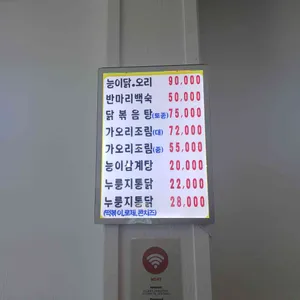 능이닭.오리 90,000
반마리백숙 50,000
닭볶음탕(토종) 75,000
가오리조림(대) 72,000
가오리조림(중) 55,000
능이삼계탕 20,000
누룽지통닭 22,000
누룽지통닭 28,000